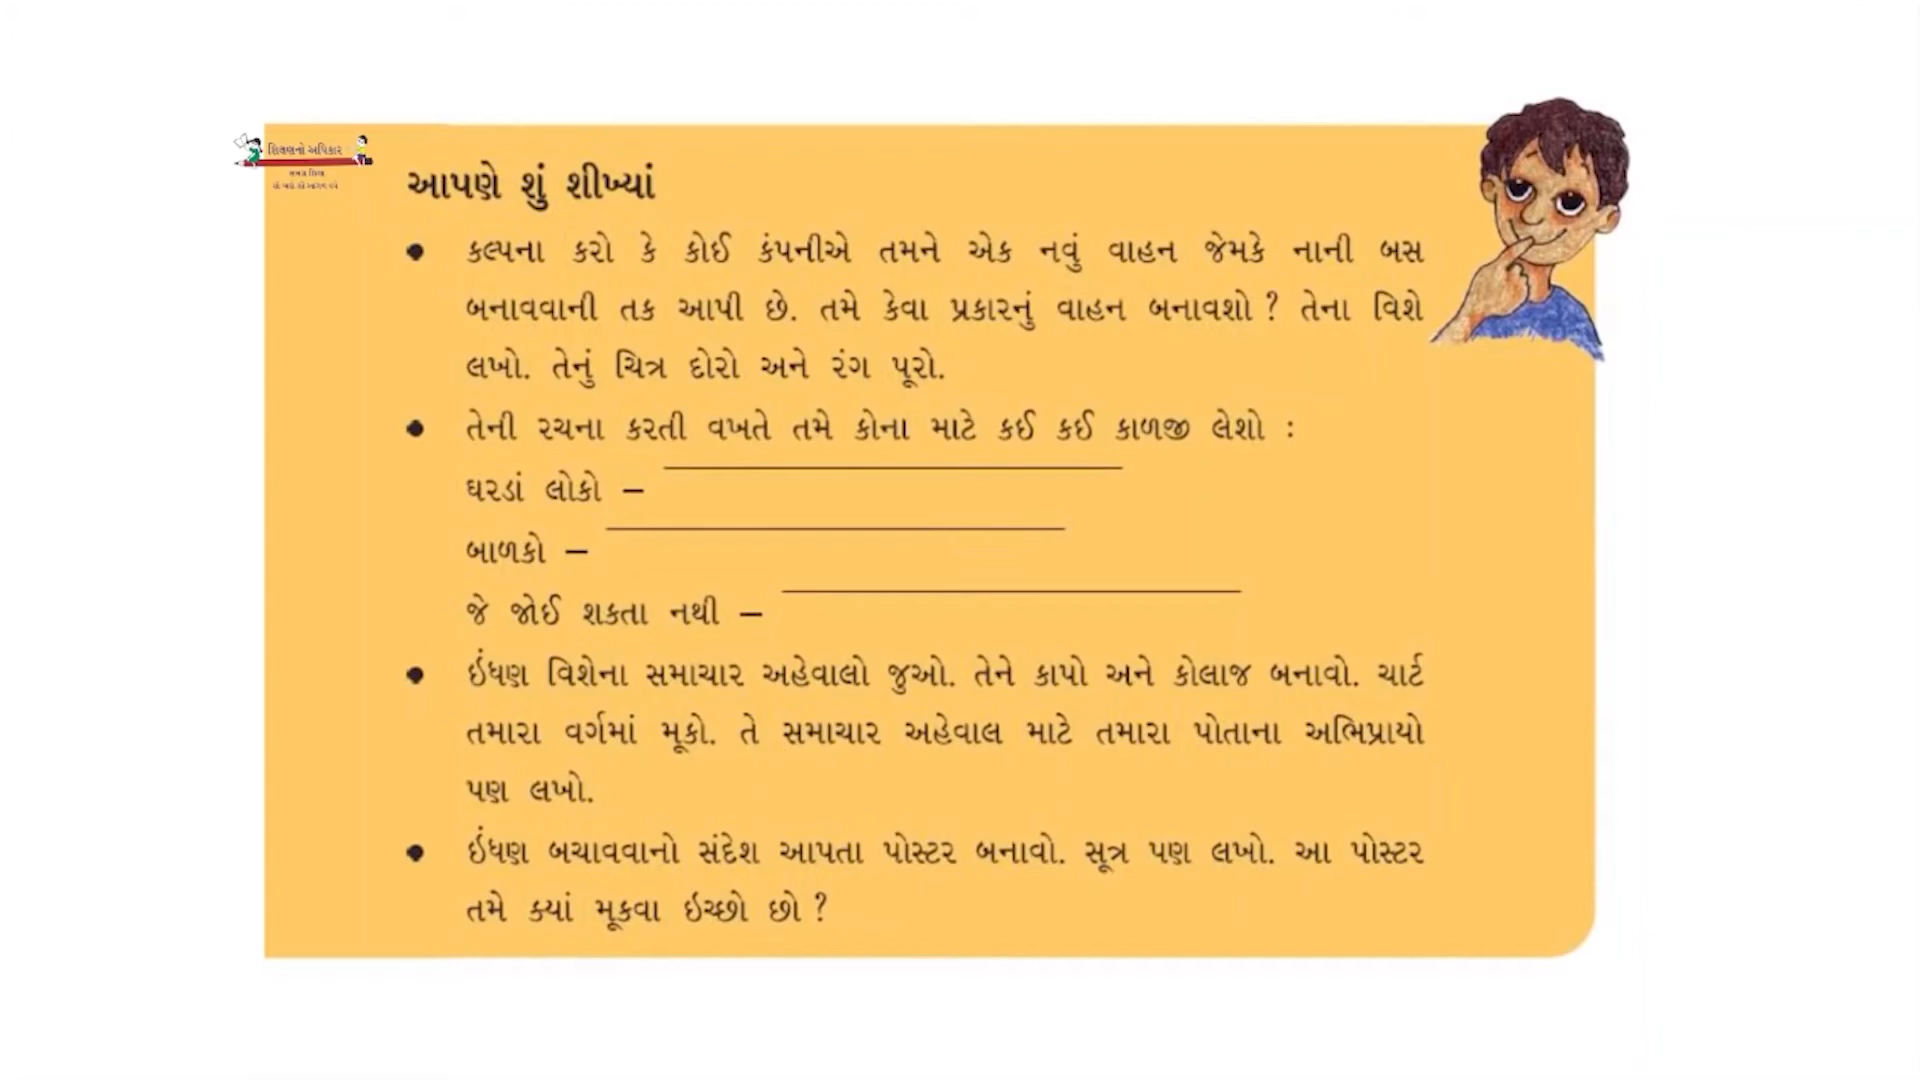 શિક્ષણનો અધિકાર
સમગ્ર શિક્ષા
આપણે શું શીખ્યાં
● કલ્પના કરો કે કોઈ કંપનીએ તમને એક નવું વાહન જેમકે નાની બસ
બનાવવાની તક આપી છે. તમે કેવા પ્રકારનું વાહન બનાવશો ? તેના વિશે
લખો. તેનું ચિત્ર દોરો અને રંગ પૂરો.
● તેની રચના કરતી વખતે તમે કોના માટે કઈ કઈ કાળજી લેશો :
ઘરડાં લોકો –
બાળકો –
જે જોઈ શકતા નથી –
● ઇંધણ વિશેના સમાચાર અહેવાલો જુઓ. તેને કાપો અને કોલાજ બનાવો. ચાર્ટ
તમારા વર્ગમાં મૂકો. તે સમાચાર અહેવાલ માટે તમારા પોતાના અભિપ્રાયો
પણ લખો.
● ઇંધણ બચાવવાનો સંદેશ આપતા પોસ્ટર બનાવો. સૂત્ર પણ લખો. આ પોસ્ટર
તમે ક્યાં મૂકવા ઇચ્છો છો ?